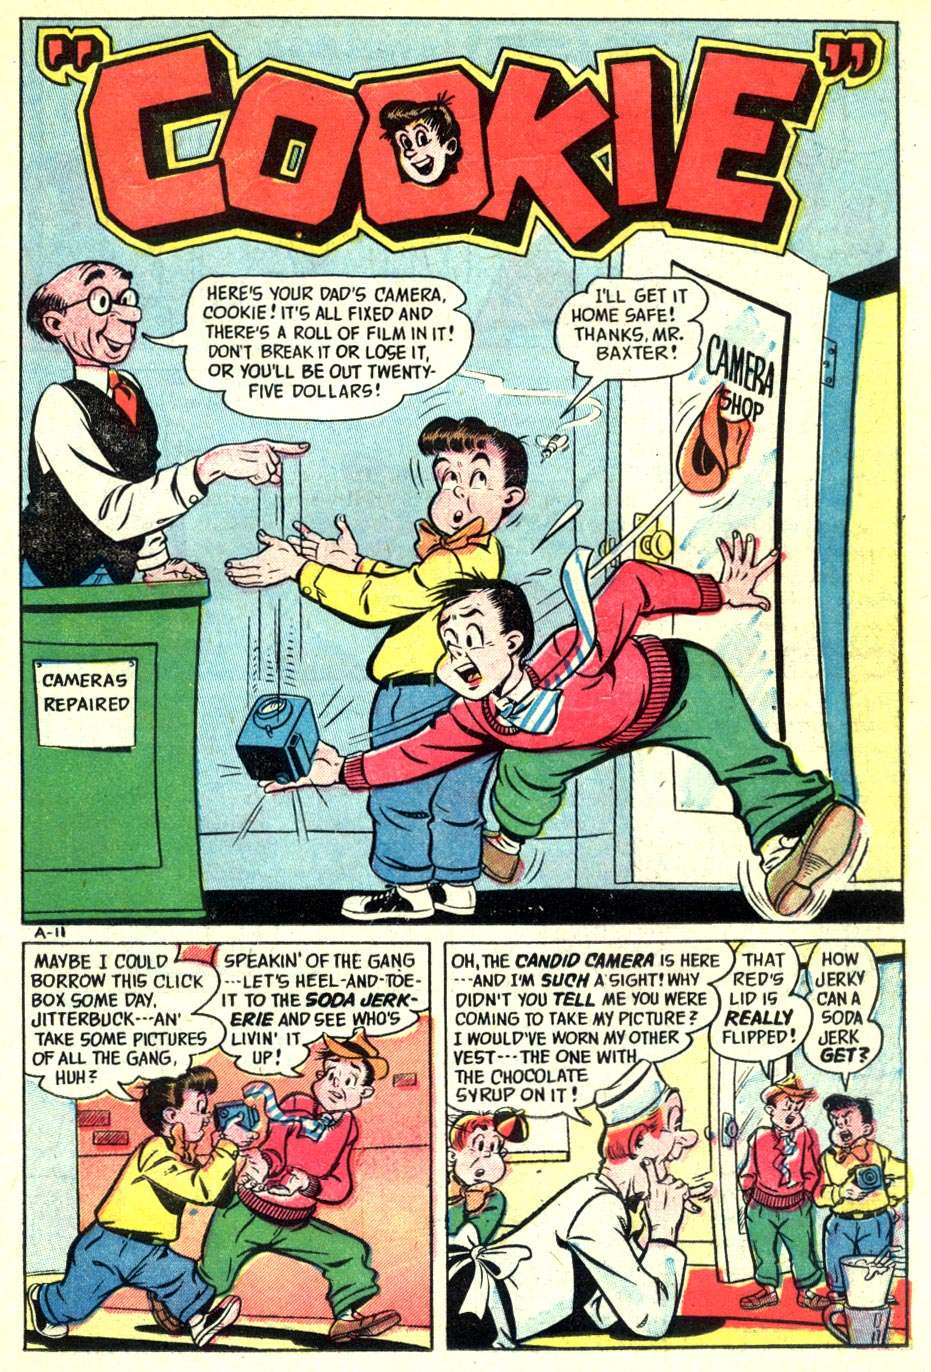 "COOKIE"
HERE'S YOUR DAD'S CAMERA,
COOKIE! IT'S ALL FIXED AND
THERE'S A ROLL OF FILM IN IT!
DON'T BREAK IT OR LOSE IT,
OR YOU'LL BE OUT TWENTY-
FIVE DOLLARS!
I'LL GET IT
HOME SAFE!
THANKS, MR.
BAXTER!
CAMERA
SHOP
CAMERAS
REPAIRED
A-11
MAYBE I COULD
BORROW THIS CLICK
BOX SOME DAY,
JITTERBUCK---AN'
TAKE SOME PICTURES
OF ALL THE GANG,
HUH?
SPEAKIN' OF THE GANG
---LET'S HEEL-AND-TOE-
IT TO THE SODA JERK-
ERIE AND SEE WHO'S
LIVIN' IT
UP!
OH, THE CANDID CAMERA IS HERE
---AND I'M SUCH A SIGHT! WHY
DIDN'T YOU TELL ME YOU WERE
COMING TO TAKE MY PICTURE?
I WOULD'VE WORN MY OTHER
VEST---THE ONE WITH
THE CHOCOLATE
SYRUP ON IT!
THAT
RED'S
LID IS
REALLY
FLIPPED!
HOW
JERKY
CAN A
SODA
JERK
GET?